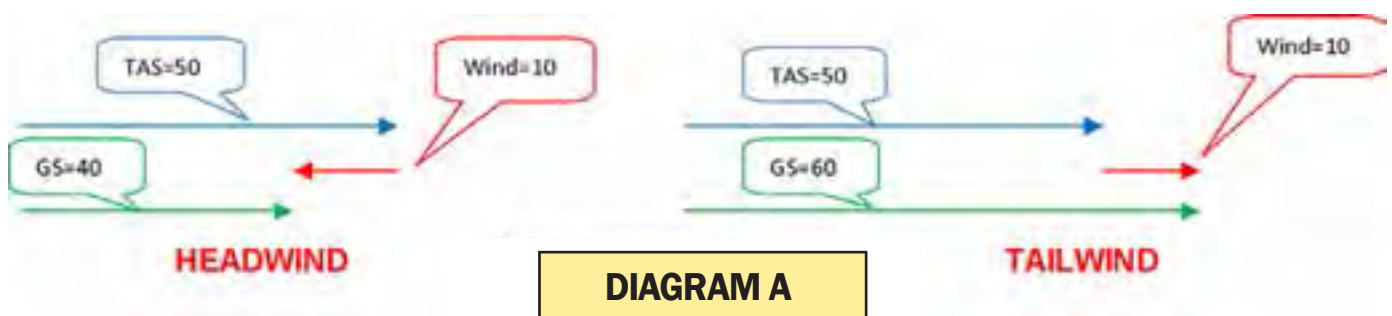 TAS=50
Wind=10
GS=40
HEADWIND
TAS=50
Wind=10
GS=60
TAILWIND
DIAGRAM A